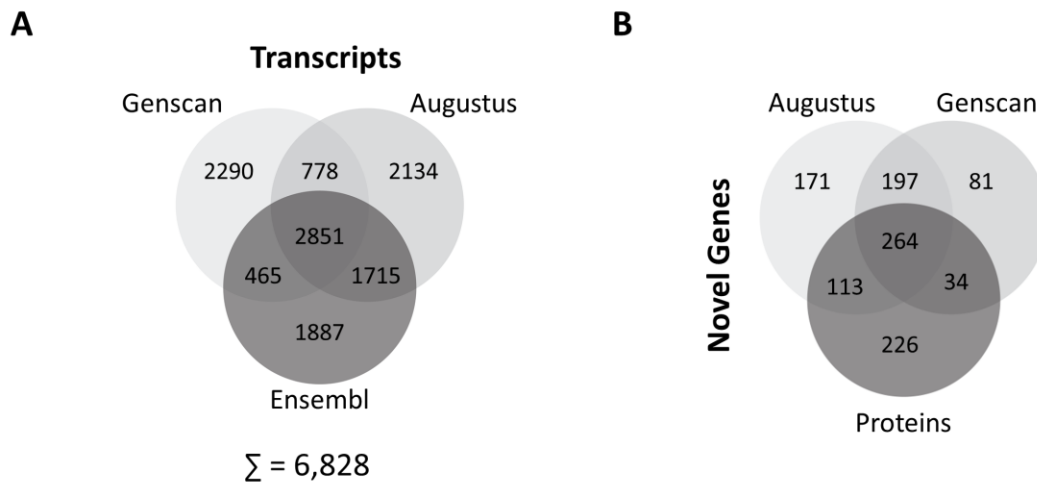 A
Transcripts
Genscan
Augustus
2290
778
2134
2851
465
1715
1887
Ensembl
∑ = 6,828
B
Novel Genes
Augustus
Genscan
171
197
81
264
113
34
226
Proteins